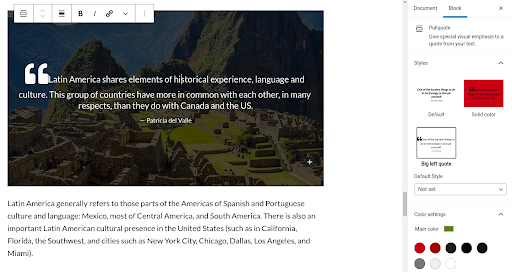 Document
Block
B I
Pullquote
Give special visual emphasis to a
quote from your text.
Latin America shares elements of historical experience, language and
culture. This group of countries have more in common with each other, in many
respects, than they do with Canada and the US.
— Patricia del Valle
Styles
Default
Solid color
Big left quote
Default Style
Not set
Color settings
Main color
Latin America generally refers to those parts of the Americas of Spanish and Portuguese
culture and language: Mexico, most of Central America, and South America. There is also an
important Latin American cultural presence in the United States (such as in California,
Florida, the Southwest, and cities such as New York City, Chicago, Dallas, Los Angeles, and
Miami).